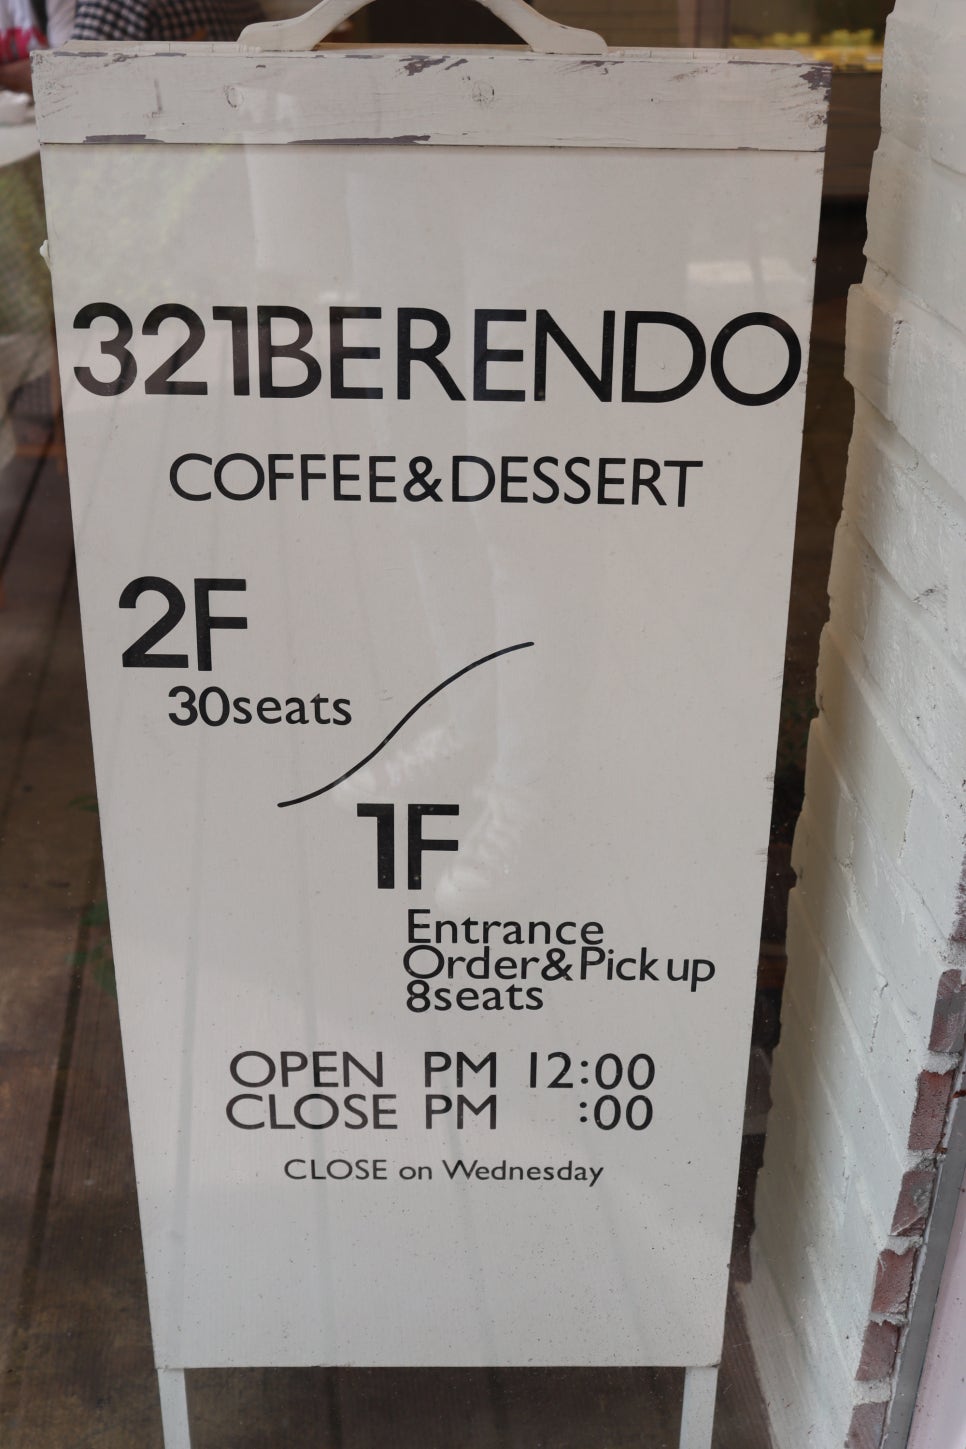 321BERENDO
COFFEE&DESSERT
2F
30seats
1F
Entrance
Order&Pick up
8seats
OPEN PM 12:00
CLOSE PM :00
CLOSE on Wednesday